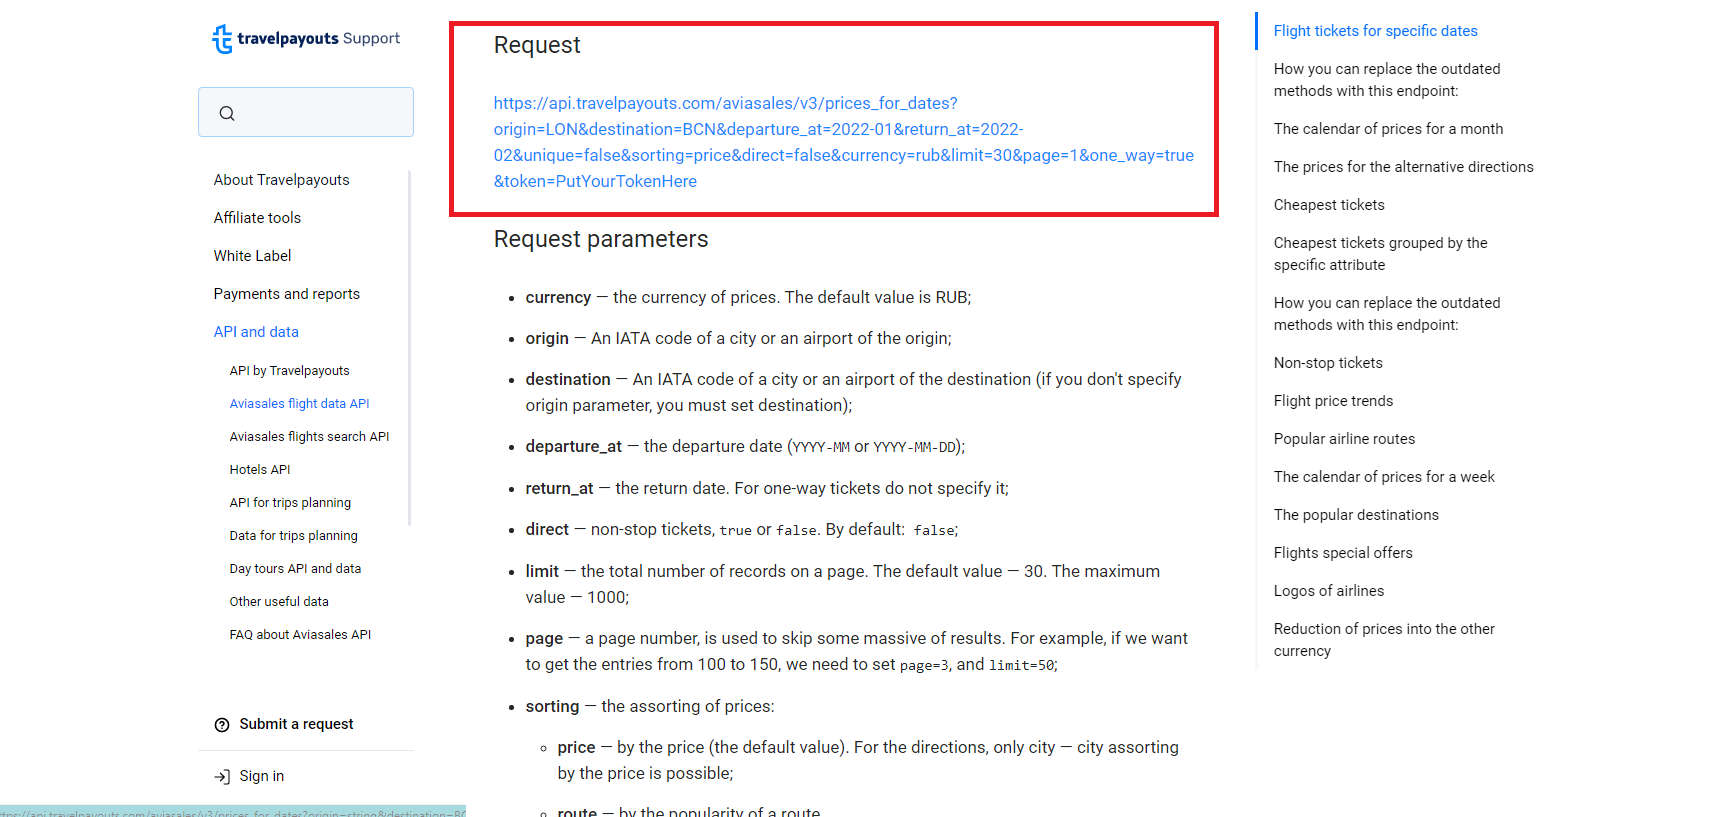 travelpayouts Support
About Travelpayouts
Affiliate tools
White Label
Payments and reports
API and data
API by Travelpayouts
Aviasales flight data API
Aviasales flights search API
Hotels API
API for trips planning
Data for trips planning
Day tours API and data
Other useful data
FAQ about Aviasales API
Submit a request
Sign in
Request
https://api.travelpayouts.com/aviasales/v3/prices_for_dates?
origin=LON&destination=BCN&departure_at=2022-01&return_at=2022-
02&unique=false&sorting=price&direct=false&currency=rub&limit=30&page=1&one_way=true
&token=PutYourTokenHere
Request parameters
• currency — the currency of prices. The default value is RUB;
• origin — An IATA code of a city or an airport of the origin;
• destination — An IATA code of a city or an airport of the destination (if you don't specify
origin parameter, you must set destination);
• departure_at — the departure date (YYYY-MM or YYYY-MM-DD);
• return_at — the return date. For one-way tickets do not specify it;
• direct — non-stop tickets, true or false. By default: false;
• limit — the total number of records on a page. The default value — 30. The maximum
value — 1000;
• page — a page number, is used to skip some massive of results. For example, if we want
to get the entries from 100 to 150, we need to set page=3, and limit=50;
• sorting — the assorting of prices:
◦ price — by the price (the default value). For the directions, only city — city assorting
by the price is possible;
◦ route — by the popularity of a route.
Flight tickets for specific dates
How you can replace the outdated
methods with this endpoint:
The calendar of prices for a month
The prices for the alternative directions
Cheapest tickets
Cheapest tickets grouped by the
specific attribute
How you can replace the outdated
methods with this endpoint:
Non-stop tickets
Flight price trends
Popular airline routes
The calendar of prices for a week
The popular destinations
Flights special offers
Logos of airlines
Reduction of prices into the other
currency